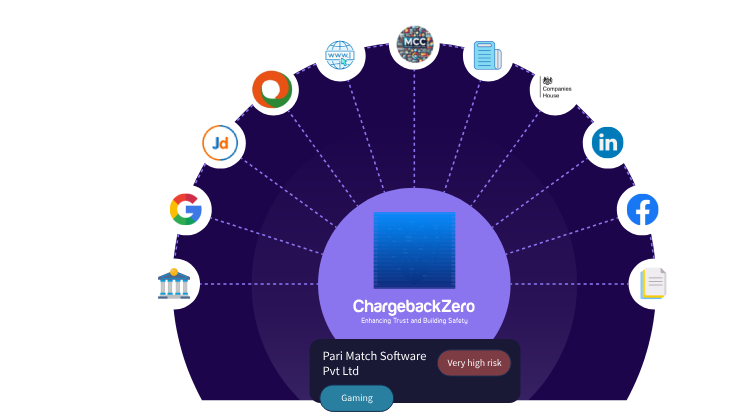 MCC
www.
Companies
House
Jd
in
ChargebackZero
Enhancing Trust and Building Safety
Pari Match Software
Pvt Ltd
Very high risk
Gaming